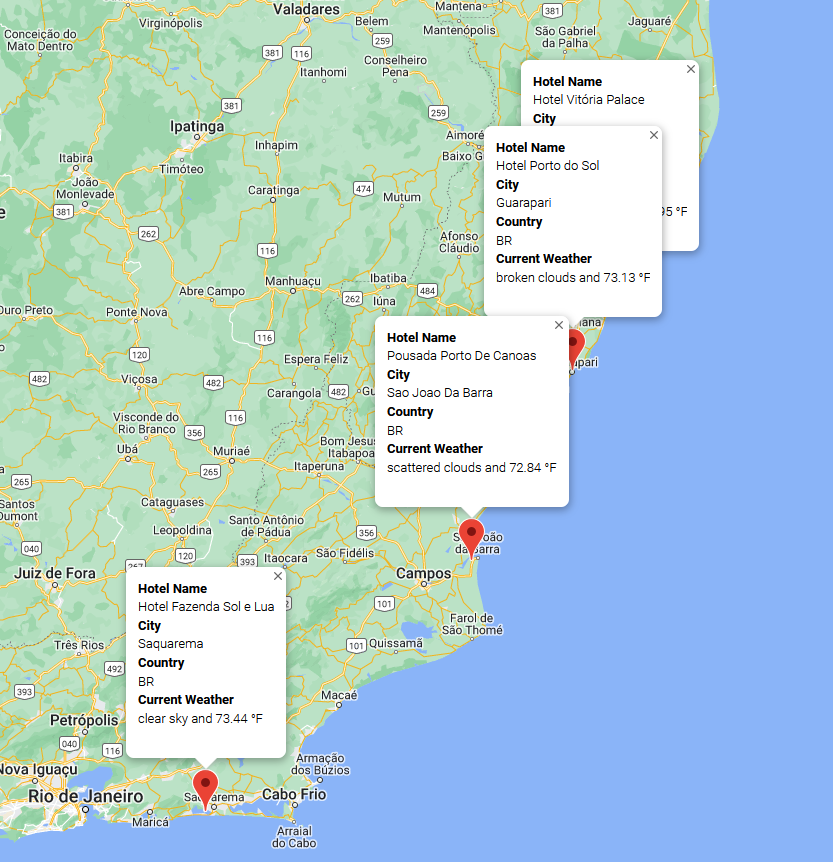 Valadares
Mantena
381
Jaguaré
Conceição do
Mato Dentro
Virginópolis
Belem
259
Mantenópolis
São Gabriel
da Palha
381
116
Itanhomi
Conselheiro
Pena
381
259
Ipatinga
Inhapim
Aimoré
Baixo G
Itabira
Timóteo
João
Monlevade
Caratinga
474
Mutum
381
262
116
Afonso
Cláudio
Abre Campo
Manhuaçu
Ibatiba
484
262
Iúna
Ouro Preto
Ponte Nova
116
120
Espera Feliz
482
Viçosa
482
Carangola
482
Gu
Visconde do
Rio Branco
116
356
Ubá
Muriaé
Bom Jesus
Itabapoa
265
Itaperuna
265
Santos
Dumont
Cataguases
Leopoldina
Santo Antônio
de Pádua
356
040
120
393
Itaocara
São Fidélis
Juiz de Fora
267
Campos
101
Farol de
São Thomé
Três Rios
101
Quissamã
492
393
Macaé
Petrópolis
040
116
Armação
dos Búzios
Nova Iguaçu
Rio de Janeiro
Cabo Frio
Maricá
Arraial
do Cabo
Hotel Name
Hotel Vitória Palace
City
95 °F
Hotel Name
Hotel Porto do Sol
City
Guarapari
Country
BR
Current Weather
broken clouds and 73.13 °F
ana
apari
Hotel Name
Pousada Porto De Canoas
City
Sao Joao Da Barra
Country
BR
Current Weather
scattered clouds and 72.84 °F
Hotel Name
Hotel Fazenda Sol e Lua
City
Saquarema
Country
BR
Current Weather
clear sky and 73.44 °F